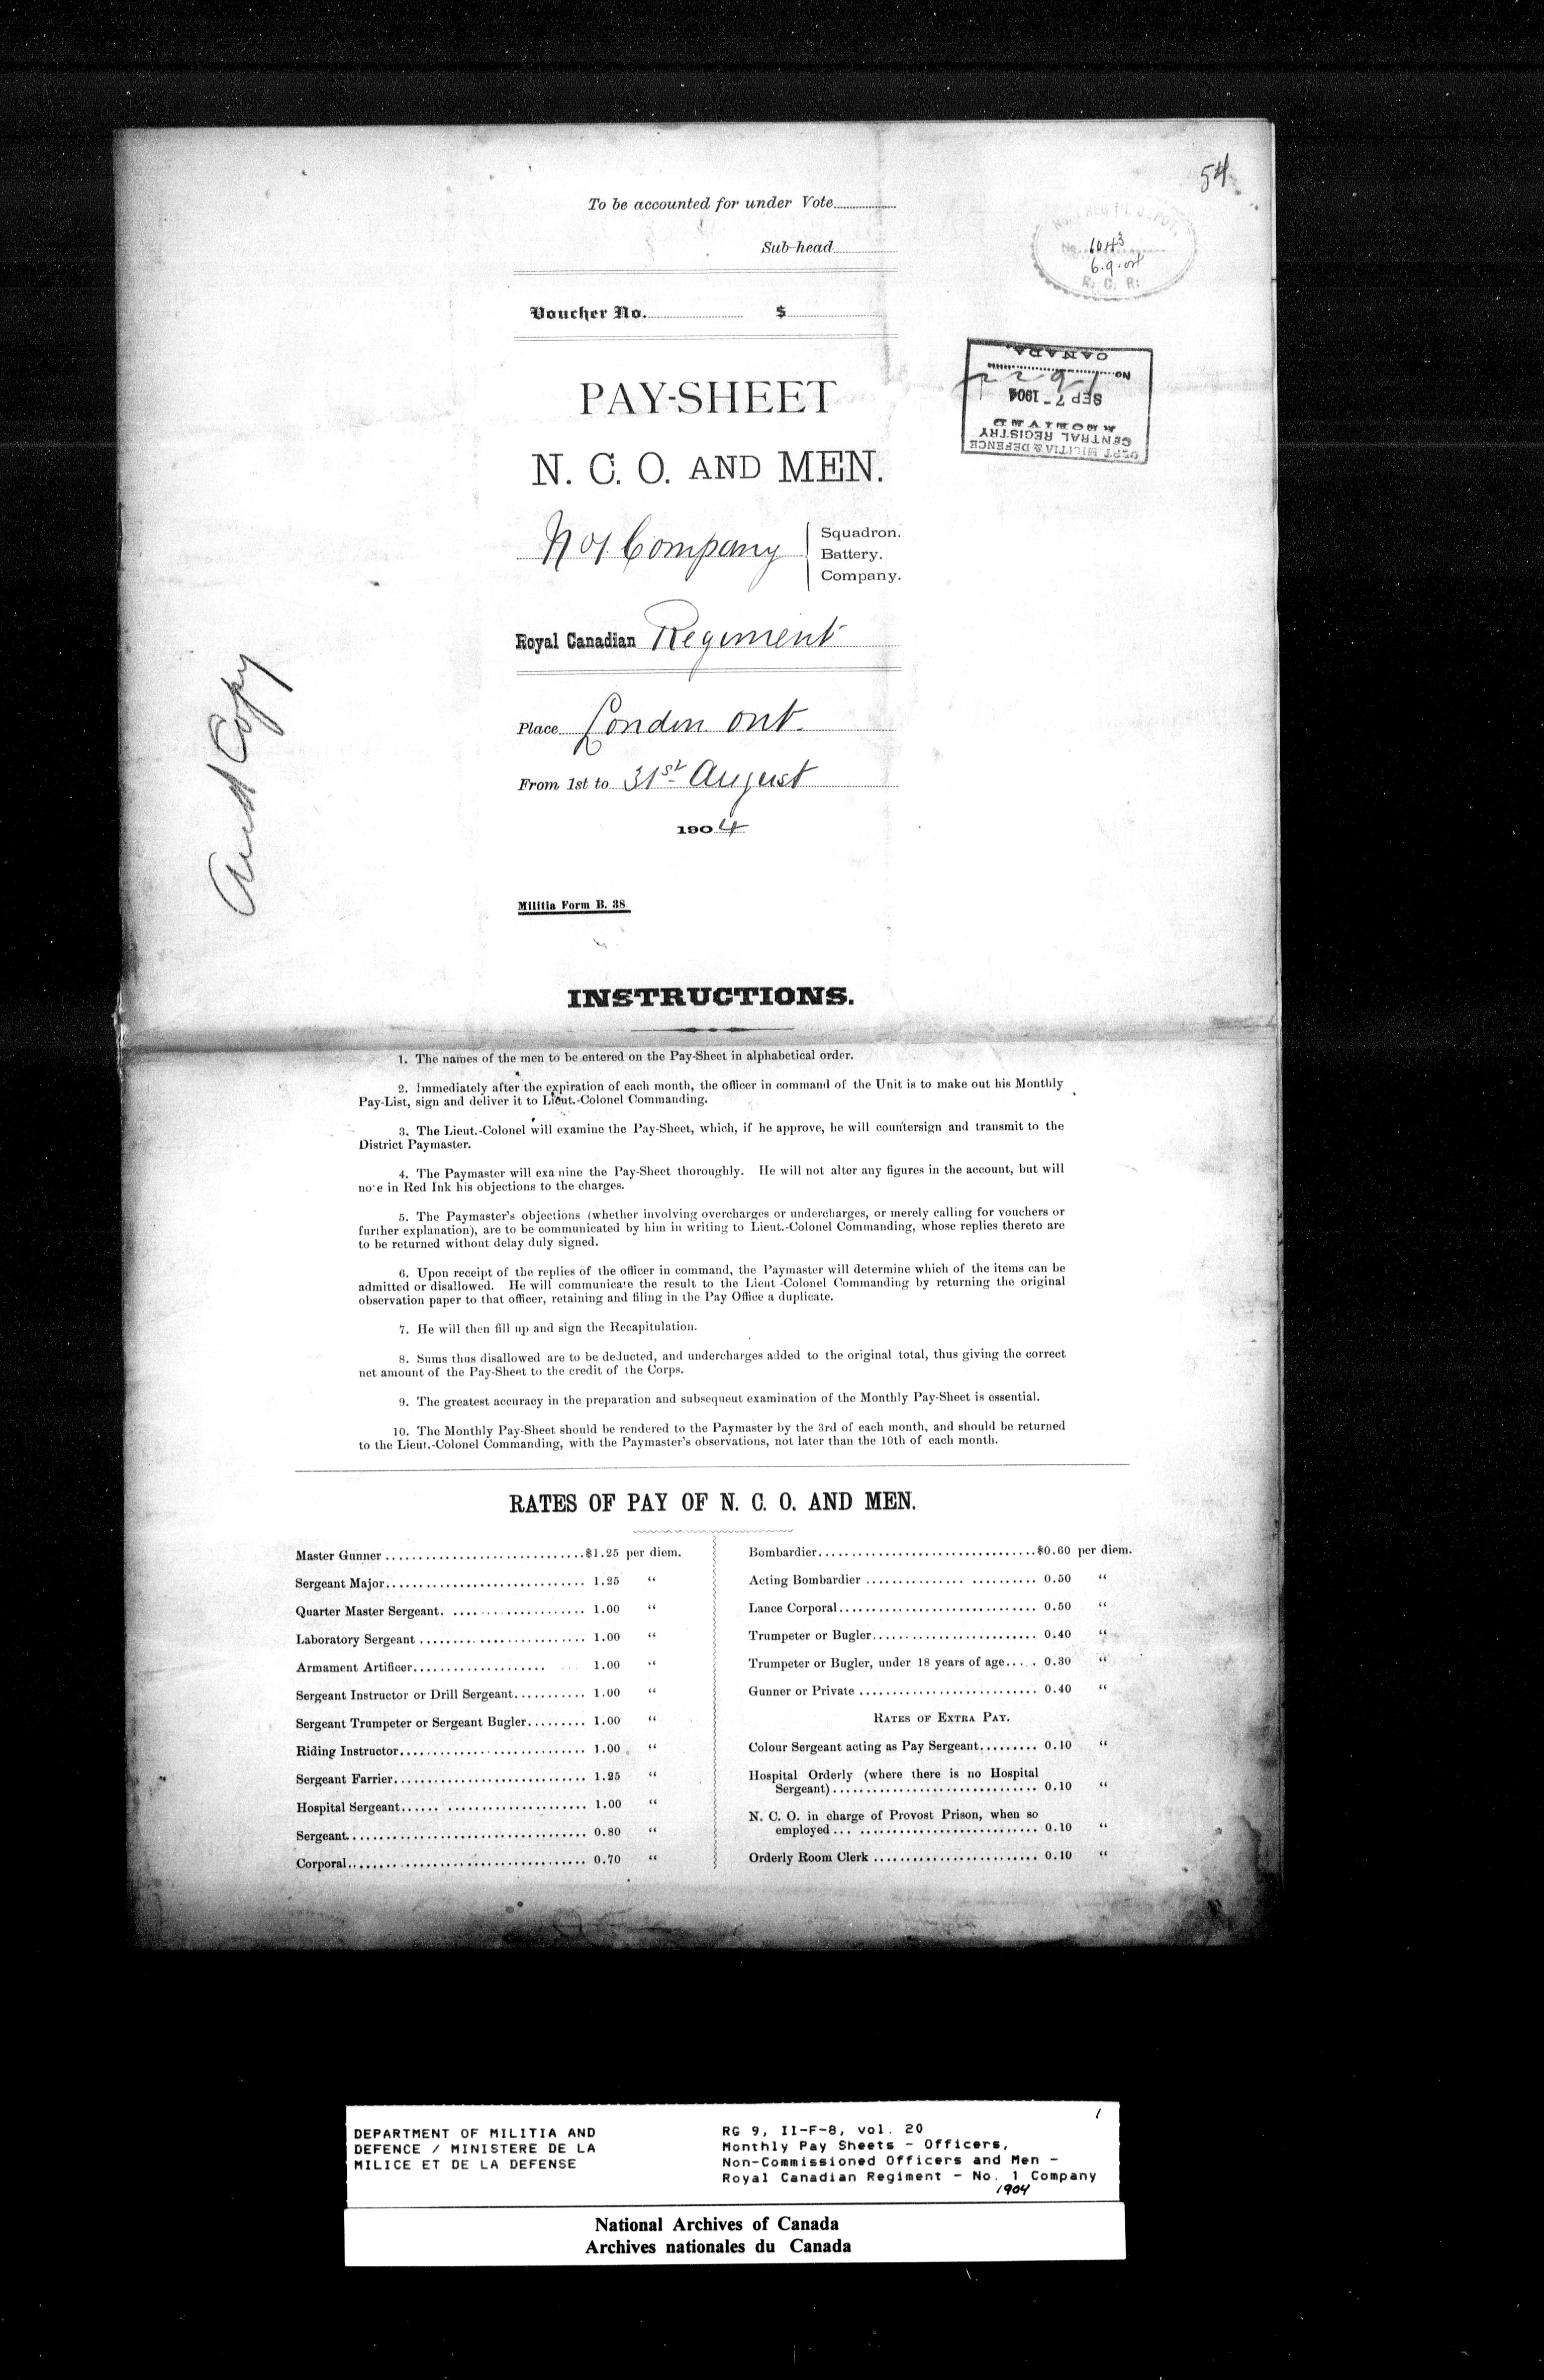 54
To be accounted for under Vote
Sub-head
No. 1 REG'T'L DEPOT,
No. 1043
6.9.04
R. C. R.
Voucher No. $
DEPT MILITIA & DEFENCE
CENTRAL REGISTRY
SEP 7 - 1904
No.
CANADA.
PAY-SHEET
N. C. O. AND MEN.
No 1 Company
Squadron.
Battery.
Company.
Royal Canadian Regiment
Place London Ont.
From 1st to 31st August
1904
Copy
Militia Form B. 38.
INSTRUCTIONS.
1. The names of the men to be entered on the Pay-Sheet in alphabetical order.
2. Immediately after the expiration of each month, the officer in command of the Unit is to make out his Monthly
Pay-List, sign and deliver it to Lieut.-Colonel Commanding.
3. The Lieut.-Colonel will examine the Pay-Sheet, which, if he approve, he will countersign and transmit to the
District Paymaster.
4. The Paymaster will exa nine the Pay-Sheet thoroughly. He will not alter any figures in the account, but will
note in Red Ink his objections to the charges.
5. The Paymaster's objections (whether involving overcharges or undercharges, or merely calling for vouchers or
further explanation), are to be communicated by him in writing to Lieut.-Colonel Commanding, whose replies thereto are
to be returned without delay duly signed.
6. Upon receipt of the replies of the officer in command, the Paymaster will determine which of the items can be
admitted or disallowed. He will communicate the result to the Lieut -Colonel Commanding by returning the original
observation paper to that officer, retaining and filing in the Pay Office a duplicate.
7. He will then fill up and sign the Recapitulation.
8. Sums thus disallowed are to be deducted, and undercharges added to the original total, thus giving the correct
net amount of the Pay-Sheet to the credit of the Corps.
9. The greatest accuracy in the preparation and subsequent examination of the Monthly Pay-Sheet is essential.
10. The Monthly Pay-Sheet should be rendered to the Paymaster by the 3rd of each month, and should be returned
to the Lieut.-Colonel Commanding, with the Paymaster's observations, not later than the 10th of each month.
RATES OF PAY OF N. C. O. AND MEN.
Master Gunner $1.25 per diem.
Sergeant Major 1.25 "
Quarter Master Sergeant. 1.00 "
Laboratory Sergeant 1.00 "
Armament Artificer 1.00 "
Sergeant Instructor or Drill Sergeant 1.00 "
Sergeant Trumpeter or Sergeant Bugler 1.00 "
Riding Instructor 1.00 "
Sergeant Farrier 1.25 "
Hospital Sergeant 1.00 "
Sergeant 0.80 "
Corporal 0.70 "
Bombardier $0.60 per diem.
Acting Bombardier 0.50 "
Lance Corporal 0.50 "
Trumpeter or Bugler 0.40 "
Trumpeter or Bugler, under 18 years of age 0.30 "
Gunner or Private 0.40 "
RATES OF EXTRA PAY.
Colour Sergeant acting as Pay Sergeant 0.10 "
Hospital Orderly (where there is no Hospital
Sergeant) 0.10 "
N. C. O. in charge of Provost Prison, when so
employed 0.10 "
Orderly Room Clerk 0.10 "
1
DEPARTMENT OF MILITIA AND
DEFENCE / MINISTERE DE LA
MILICE ET DE LA DEFENSE
RG 9, II-F-8, vol. 20
Monthly Pay Sheets - Officers,
Non-Commissioned Officers and Men -
Royal Canadian Regiment - No. 1 Company
1904
National Archives of Canada
Archives nationales du Canada